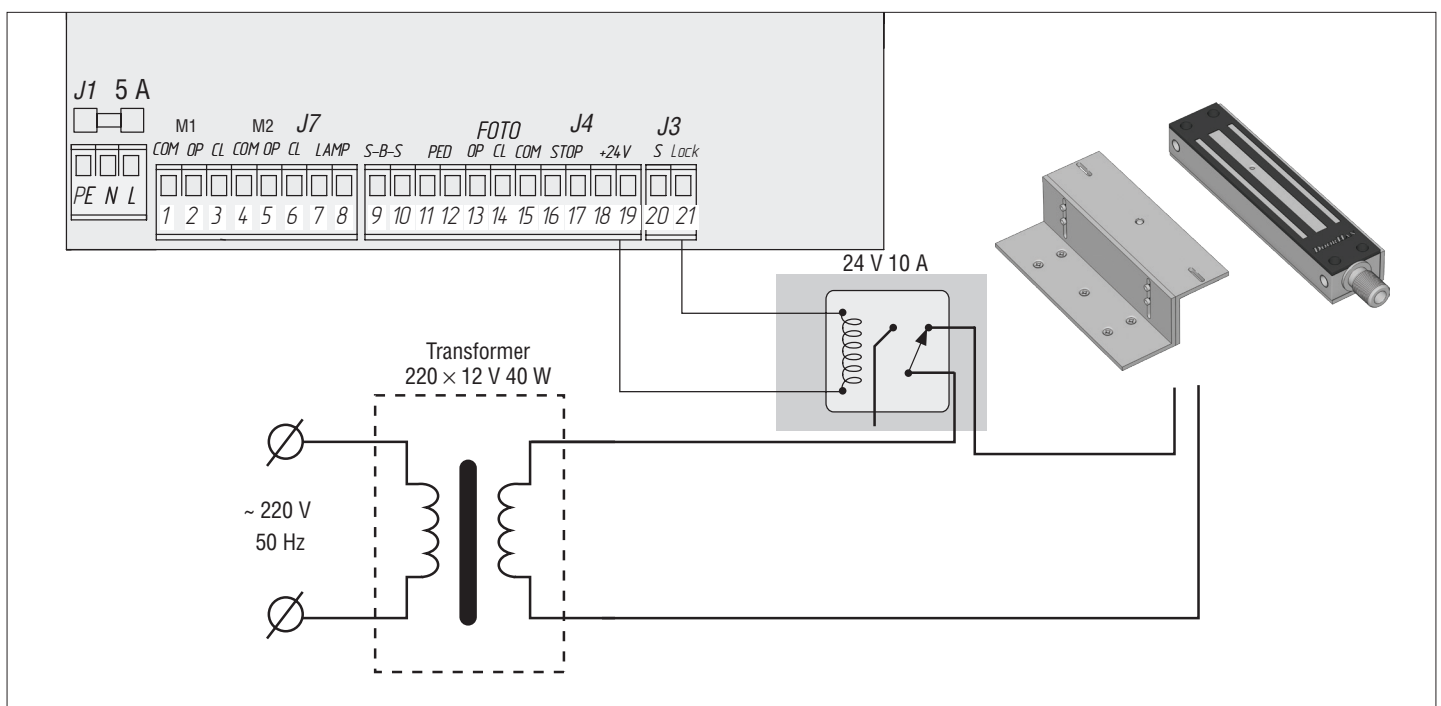 J1 5 A
M1 M2 J7 FOTO J4 J3
COM OP CL COM OP CL LAMP S-B-S PED OP CL COM STOP +24V S Lock
PE N L
1 2 3 4 5 6 7 8 9 10 11 12 13 14 15 16 17 18 19 20 21
24 V 10 A
Transformer
220 × 12 V 40 W
~ 220 V
50 Hz
DoorHan